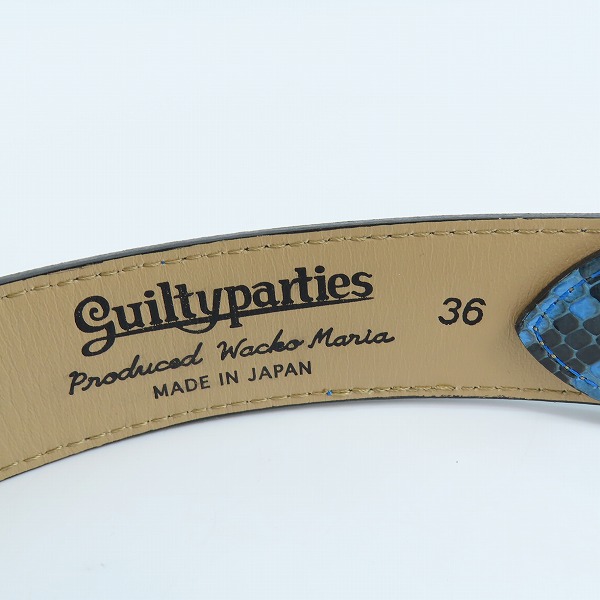 Guiltyparties
Produced Wacko Maria
MADE IN JAPAN
36